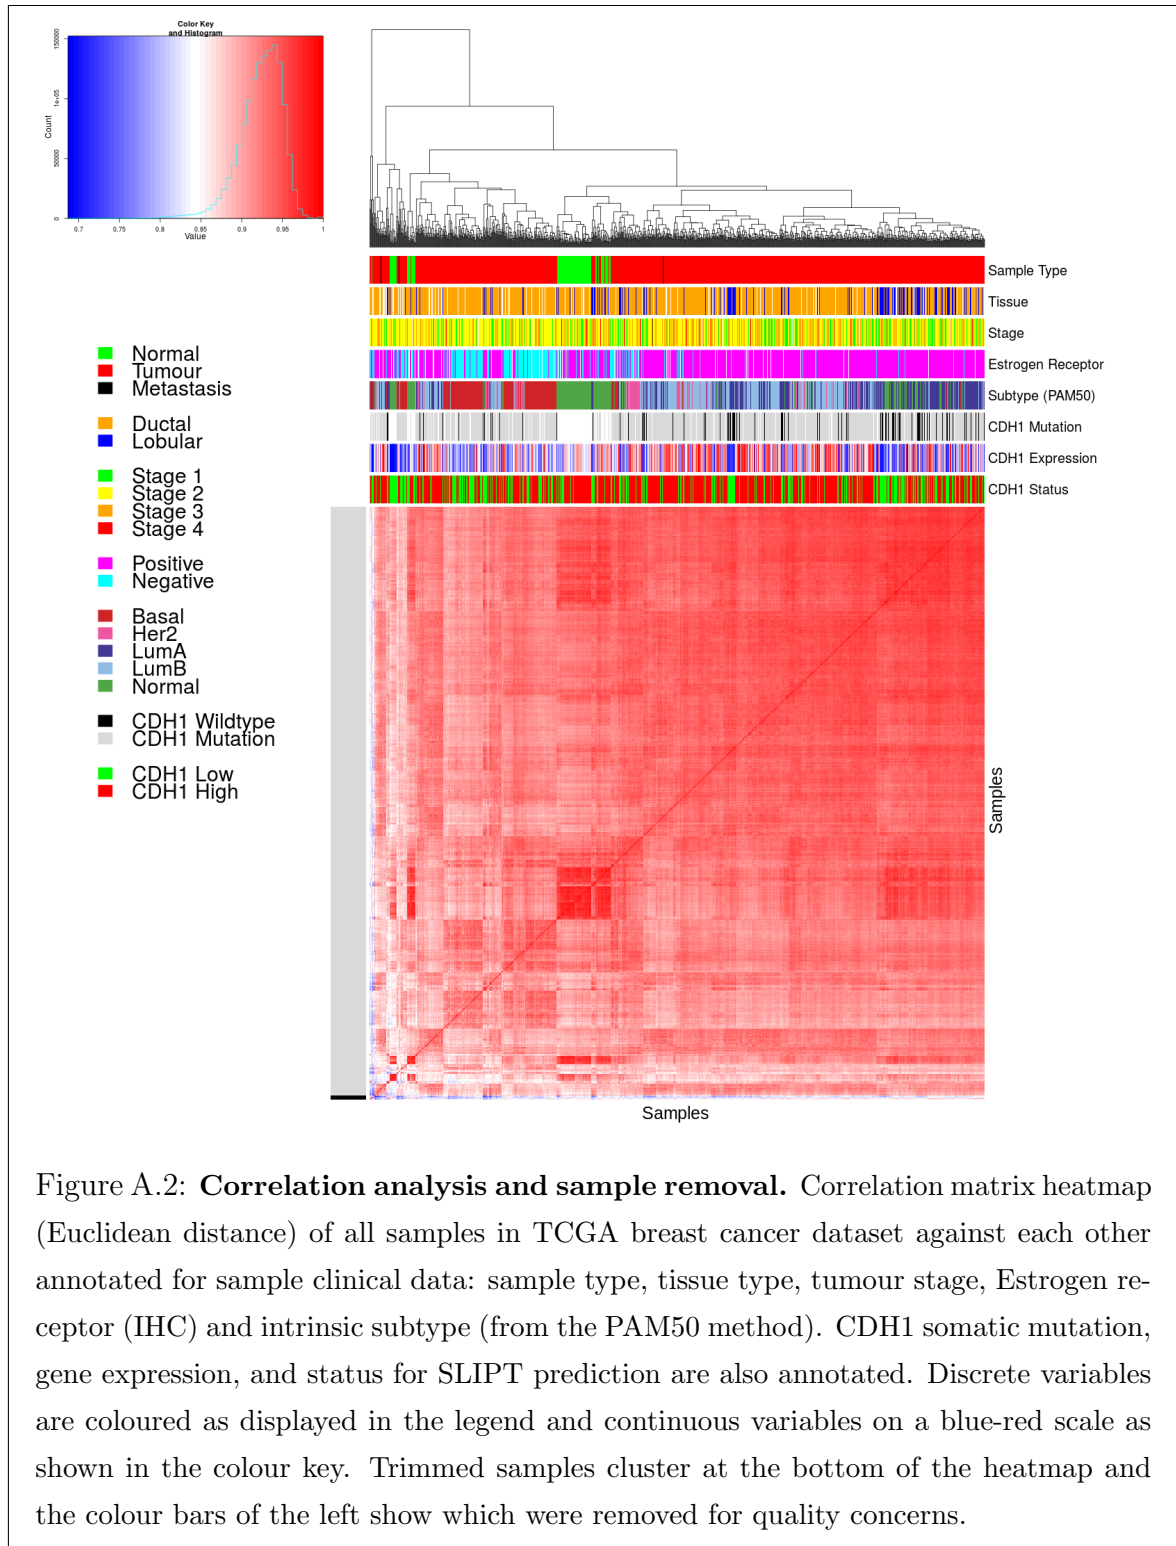 Color Key
and Histogram
Count
0
50000
1e+05
150000
0.7
0.75
0.8
0.85
0.9
0.95
1
Value
Sample Type
Tissue
Stage
Estrogen Receptor
Subtype (PAM50)
CDH1 Mutation
CDH1 Expression
CDH1 Status
Normal
Tumour
Metastasis
Ductal
Lobular
Stage 1
Stage 2
Stage 3
Stage 4
Positive
Negative
Basal
Her2
LumA
LumB
Normal
CDH1 Wildtype
CDH1 Mutation
CDH1 Low
CDH1 High
Samples
Samples
Figure A.2: Correlation analysis and sample removal. Correlation matrix heatmap
(Euclidean distance) of all samples in TCGA breast cancer dataset against each other
annotated for sample clinical data: sample type, tissue type, tumour stage, Estrogen re-
ceptor (IHC) and intrinsic subtype (from the PAM50 method). CDH1 somatic mutation,
gene expression, and status for SLIPT prediction are also annotated. Discrete variables
are coloured as displayed in the legend and continuous variables on a blue-red scale as
shown in the colour key. Trimmed samples cluster at the bottom of the heatmap and
the colour bars of the left show which were removed for quality concerns.